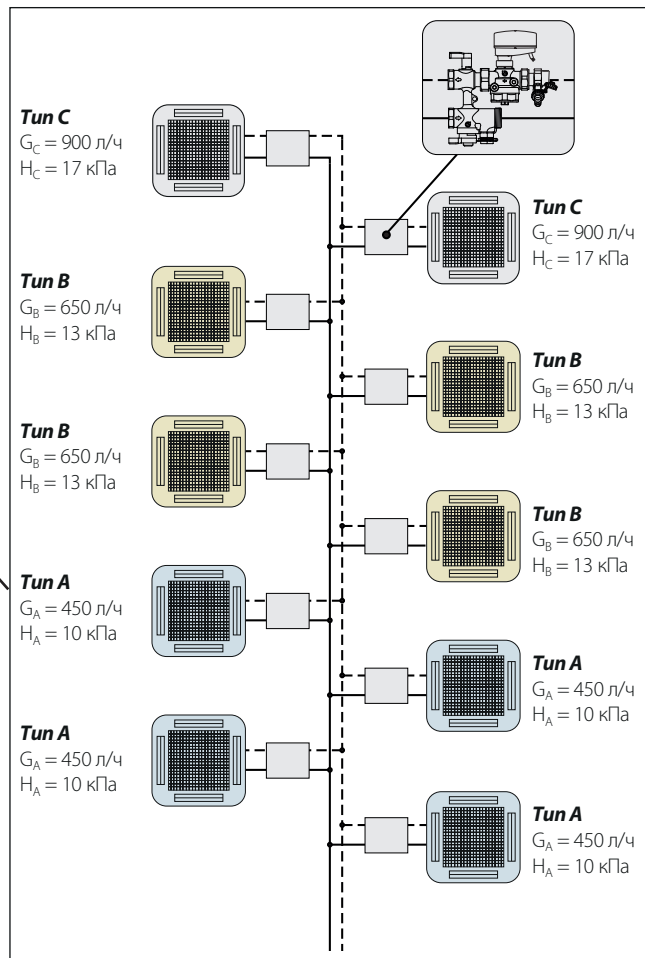 Тип C
G_C = 900 л/ч
H_C = 17 кПа
Тип C
G_C = 900 л/ч
H_C = 17 кПа
Тип B
G_B = 650 л/ч
H_B = 13 кПа
Тип B
G_B = 650 л/ч
H_B = 13 кПа
Тип B
G_B = 650 л/ч
H_B = 13 кПа
Тип B
G_B = 650 л/ч
H_B = 13 кПа
Тип A
G_A = 450 л/ч
H_A = 10 кПа
Тип A
G_A = 450 л/ч
H_A = 10 кПа
Тип A
G_A = 450 л/ч
H_A = 10 кПа
Тип A
G_A = 450 л/ч
H_A = 10 кПа